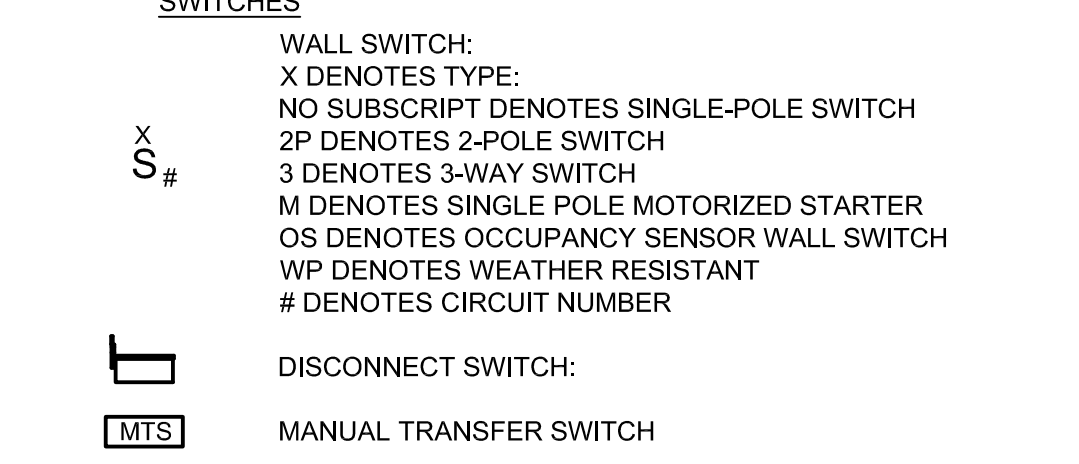 SWITCHES
WALL SWITCH:
X DENOTES TYPE:
NO SUBSCRIPT DENOTES SINGLE-POLE SWITCH
X
S#
2P DENOTES 2-POLE SWITCH
3 DENOTES 3-WAY SWITCH
M DENOTES SINGLE POLE MOTORIZED STARTER
OS DENOTES OCCUPANCY SENSOR WALL SWITCH
WP DENOTES WEATHER RESISTANT
# DENOTES CIRCUIT NUMBER
DISCONNECT SWITCH:
MTS MANUAL TRANSFER SWITCH